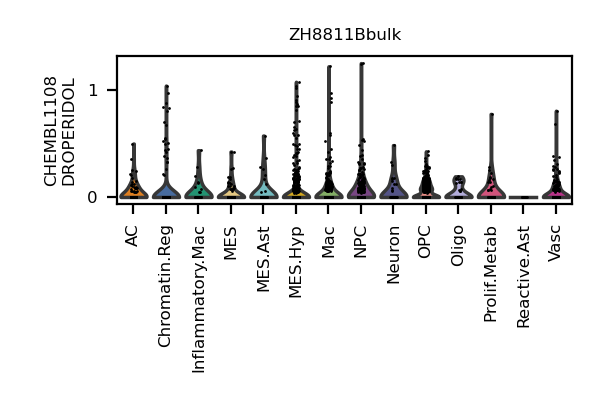 ZH8811Bbulk
CHEMBL1108
DROPERIDOL
1
0
AC
Chromatin.Reg
Inflammatory.Mac
MES
MES.Ast
MES.Hyp
Mac
NPC
Neuron
OPC
Oligo
Prolif.Metab
Reactive.Ast
Vasc